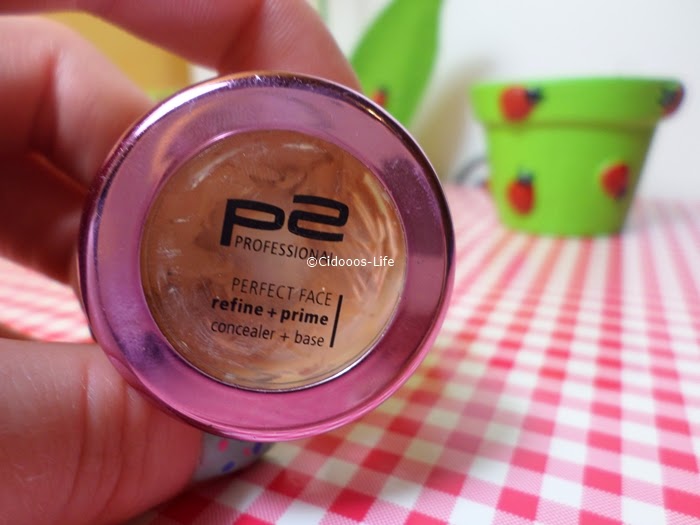 p2
PROFESSIONAL
©Cidooos-Life
PERFECT FACE
refine + prime
concealer + base